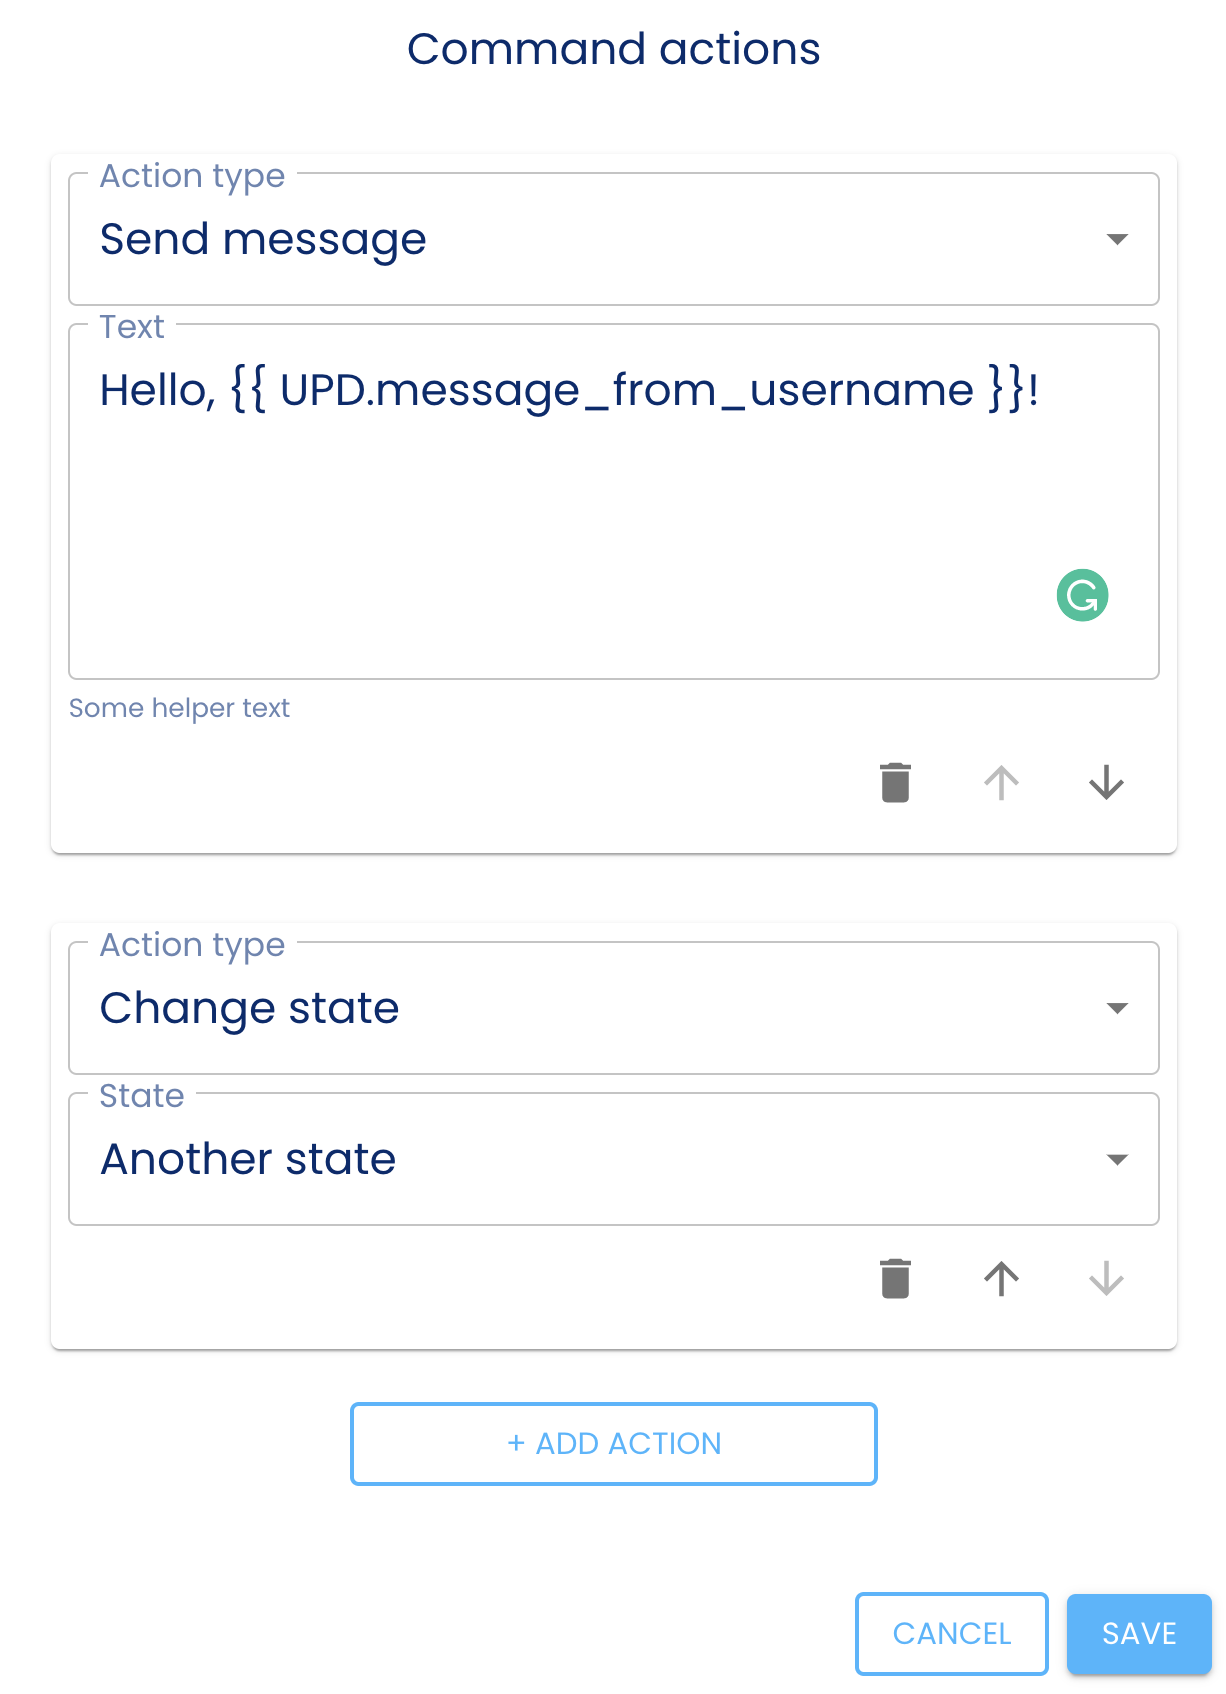 Command actions
Action type
Send message
Text
Hello, {{ UPD.message_from_username }}!
Some helper text
Action type
Change state
State
Another state
+ ADD ACTION
CANCEL
SAVE